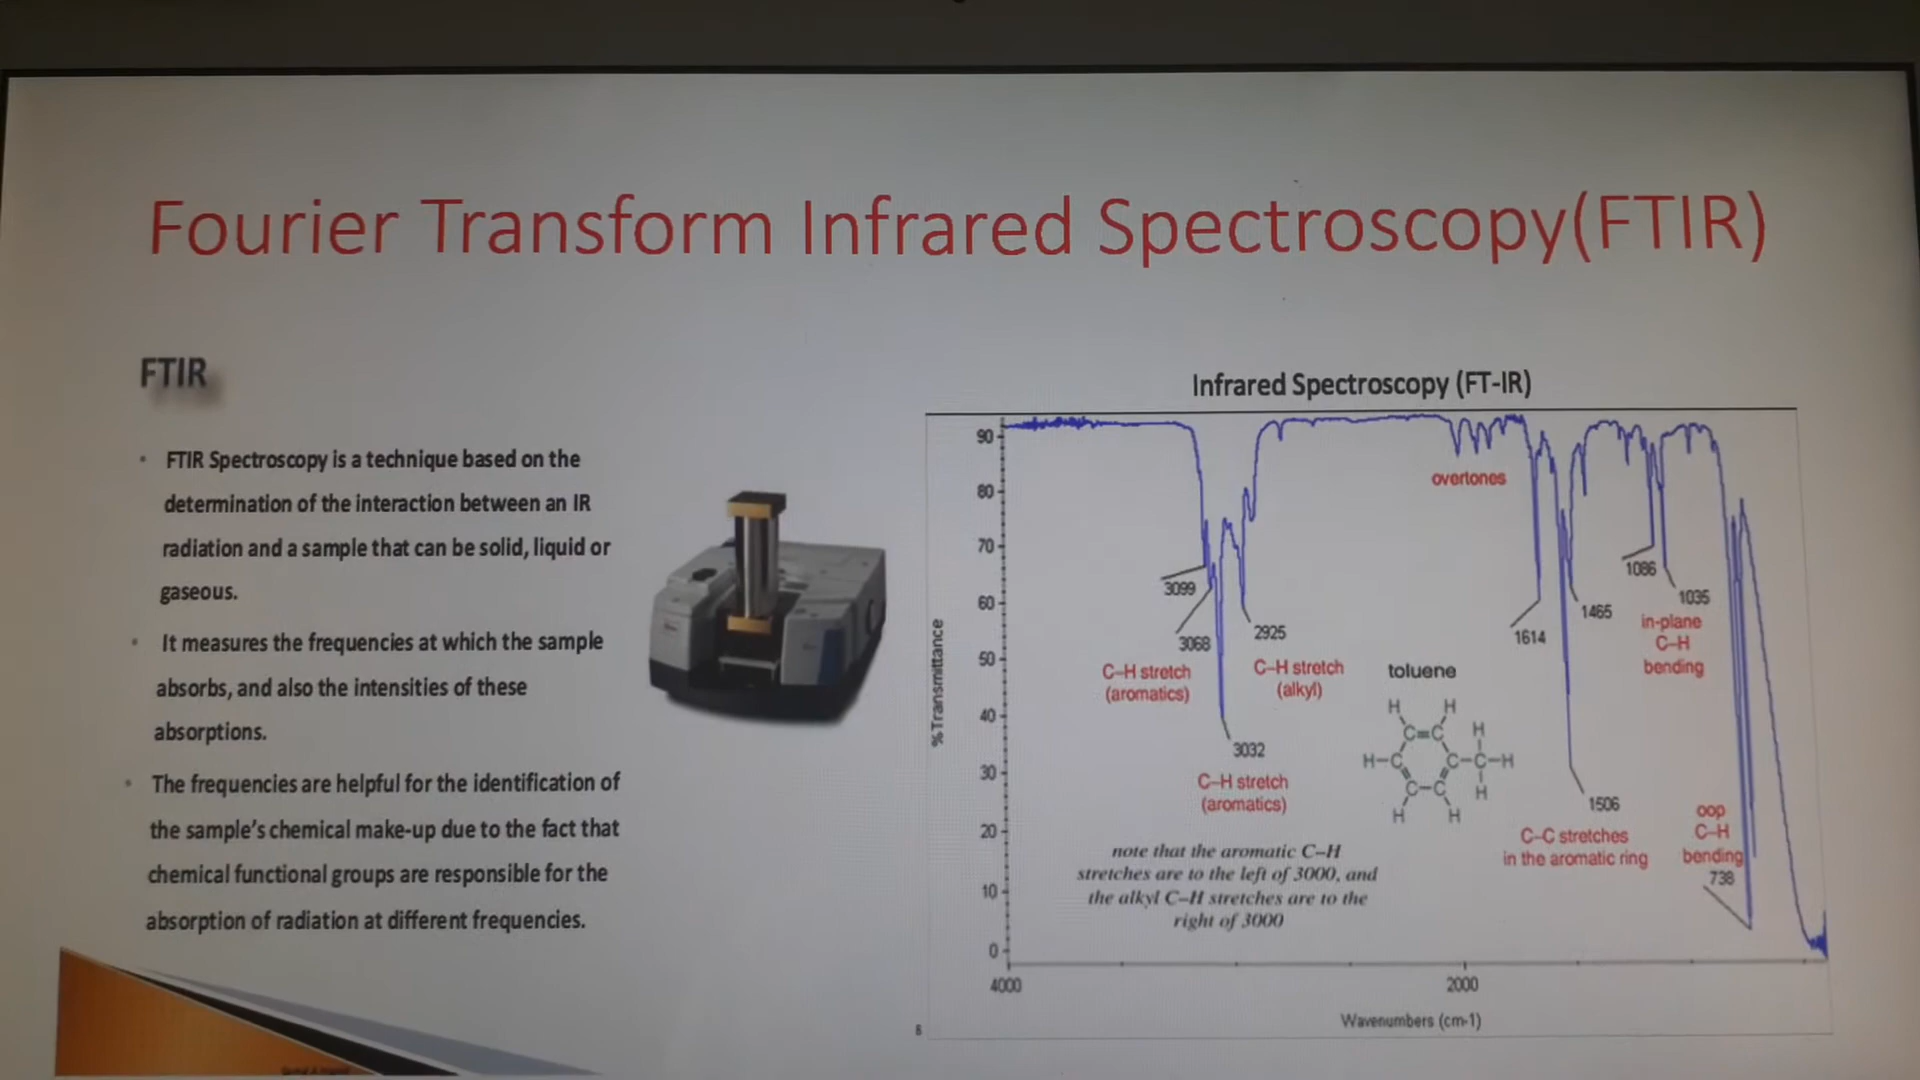 Fourier Transform Infrared Spectroscopy(FTIR)
FTIR
• FTIR Spectroscopy is a technique based on the
determination of the interaction between an IR
radiation and a sample that can be solid, liquid or
gaseous.
• It measures the frequencies at which the sample
absorbs, and also the intensities of these
absorptions.
• The frequencies are helpful for the identification of
the sample's chemical make-up due to the fact that
chemical functional groups are responsible for the
absorption of radiation at different frequencies.
Infrared Spectroscopy (FT-IR)
%Transmittance
90
80
70
60
50
40
30
20
10
0
4000
2000
Wavenumbers (cm-1)
3099
3068
C–H stretch
(aromatics)
2925
C–H stretch
(alkyl)
3032
C–H stretch
(aromatics)
overtones
toluene
H H
C=C H
H–C C–C–H
C–C H
H H
1614
1465
1506
C–C stretches
in the aromatic ring
1086
1035
in-plane
C–H
bending
oop
C–H
bending
738
note that the aromatic C–H
stretches are to the left of 3000, and
the alkyl C–H stretches are to the
right of 3000